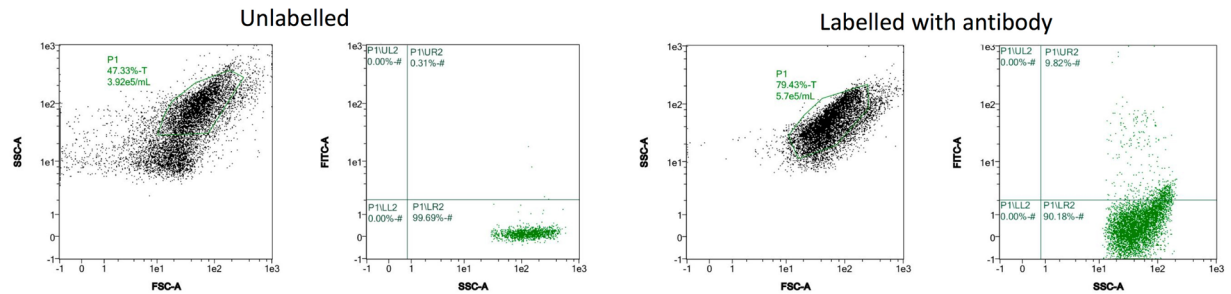 Unlabelled
Labelled with antibody
1e3
1e2
1e1
SSC-A
P1
47.33%-T
3.92e5/mL
-1
0
1
1e1
1e2
1e3
FSC-A
1e3
1e2
1e1
1
0
-1
FITC-A
P1\UL2
0.00%-#
P1\UR2
0.31%-#
P1\LL2
0.00%-#
P1\LR2
99.69%-#
-1
0
1
1e1
1e2
1e3
SSC-A
1e3
1e2
1e1
1
0
-1
SSC-A
P1
79.43%-T
5.7e5/mL
-1
0
1
1e1
1e2
1e3
FSC-A
1e3
1e2
1e1
1
0
-1
FITC-A
P1\UL2
0.00%-#
P1\UR2
9.82%-#
P1\LL2
0.00%-#
P1\LR2
90.18%-#
-1
0
1
1e1
1e2
1e3
SSC-A
1
0
-1